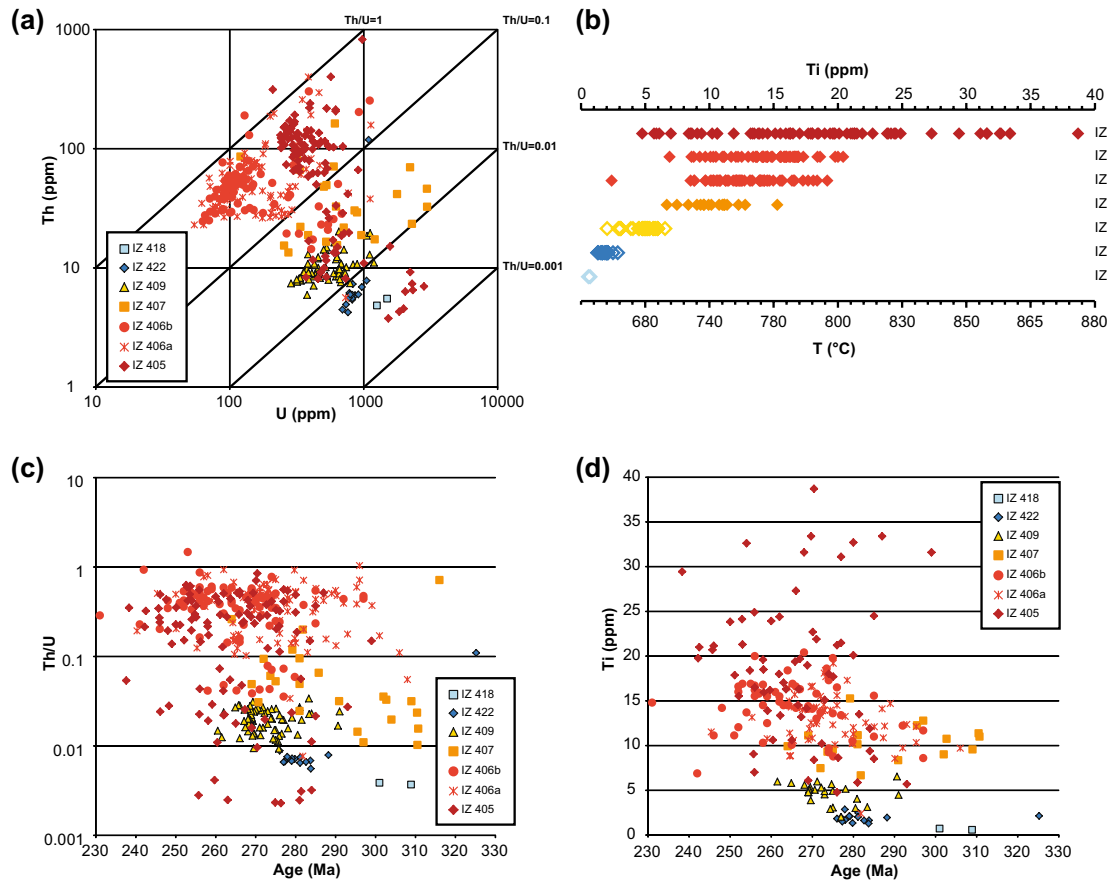 (a)
Th/U=1
Th/U=0.1
1000
100
10
1
Th (ppm)
Th/U=0.01
Th/U=0.001
IZ 418
IZ 422
IZ 409
IZ 407
IZ 406b
IZ 406a
IZ 405
10
100
1000
10000
U (ppm)
(b)
Ti (ppm)
0 5 10 15 20 25 30 35 40
IZ
IZ
IZ
IZ
IZ
IZ
IZ
680 740 780 830 850 865 880
T (°C)
(c)
10
1
0.1
0.01
0.001
Th/U
IZ 418
IZ 422
IZ 409
IZ 407
IZ 406b
IZ 406a
IZ 405
230 240 250 260 270 280 290 300 310 320 330
Age (Ma)
(d)
40
35
30
25
20
15
10
5
0
Ti (ppm)
IZ 418
IZ 422
IZ 409
IZ 407
IZ 406b
IZ 406a
IZ 405
230 240 250 260 270 280 290 300 310 320 330
Age (Ma)